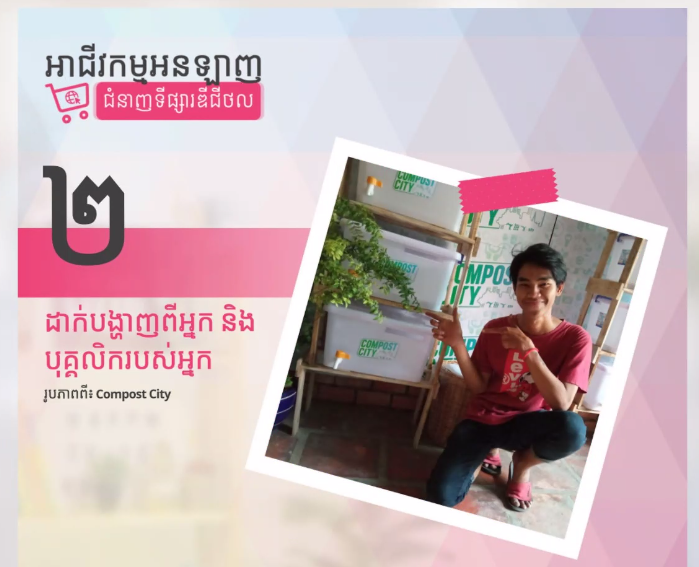 អាជីវកម្មអនឡាញ
ជំនាញទីផ្សារឌីជីថល
២
ដាក់បង្ហាញពីអ្នក និង
បុគ្គលិករបស់អ្នក
រូបភាពពី៖ Compost City
COMPOST
CITY
COMPOST
CITY
COMPOST
CITY
COMPOST
CITY